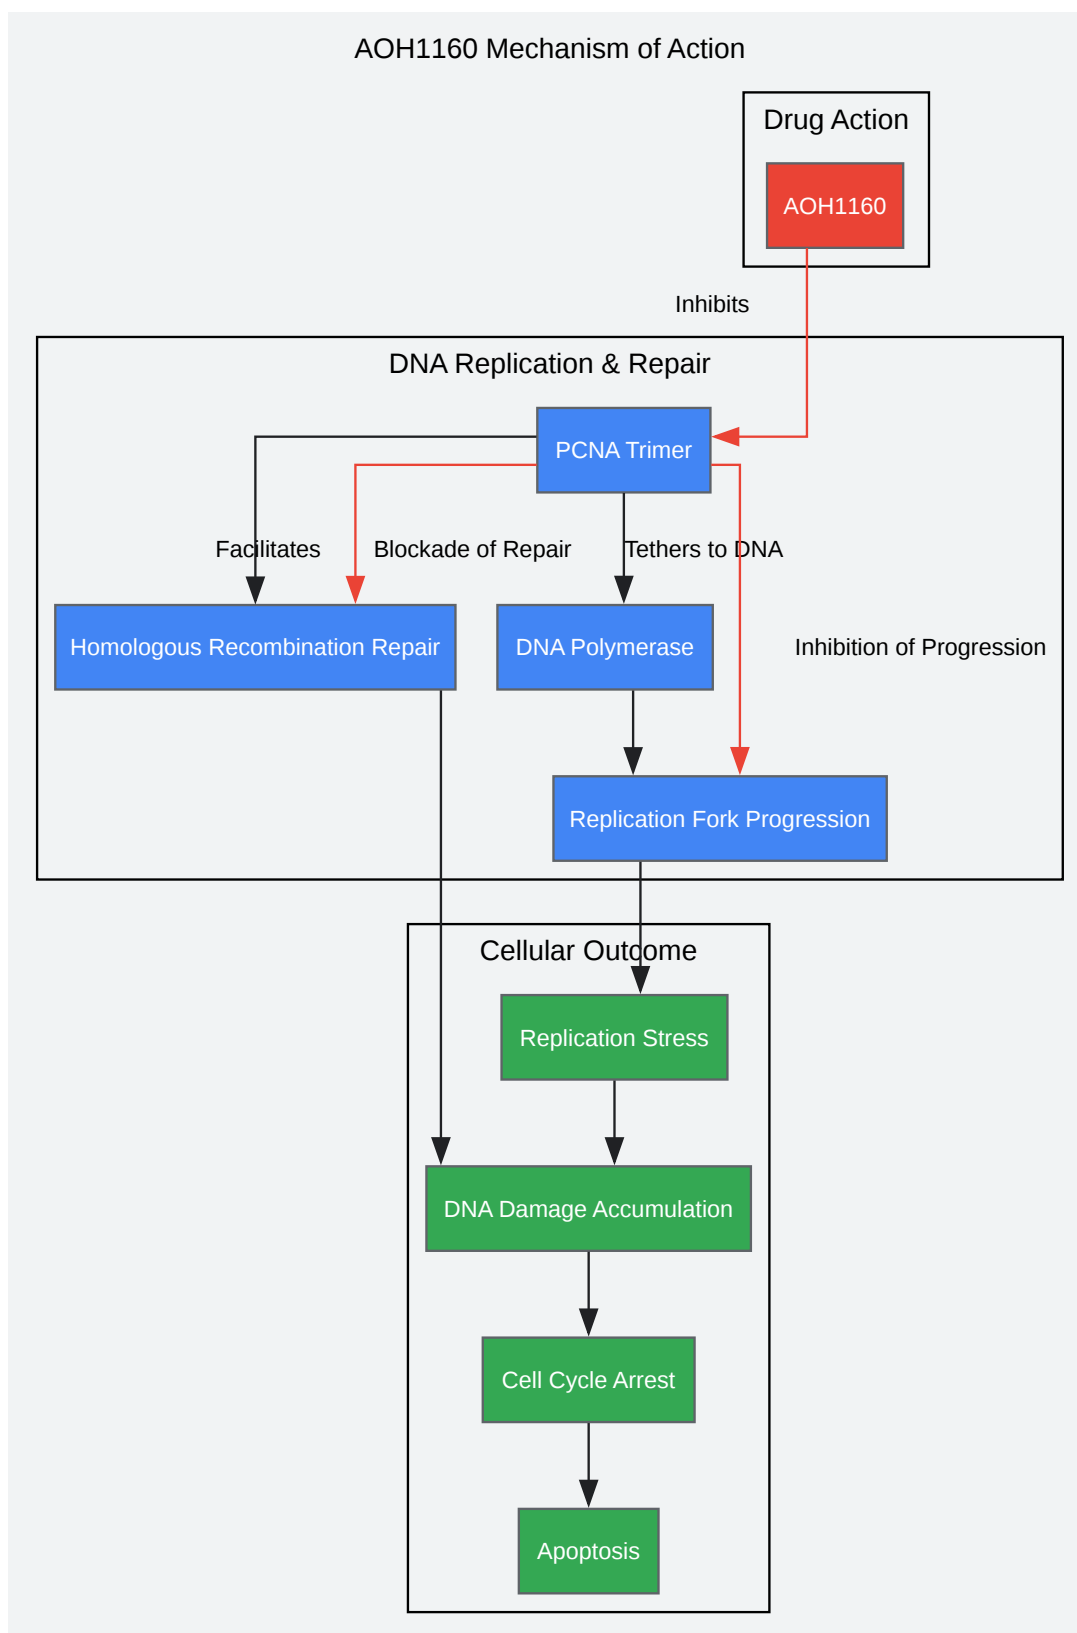 AOH1160 Mechanism of Action
Drug Action
AOH1160
Inhibits
DNA Replication & Repair
PCNA Trimer
Facilitates
Blockade of Repair
Tethers to DNA
Homologous Recombination Repair
DNA Polymerase
Inhibition of Progression
Replication Fork Progression
Cellular Outcome
Replication Stress
DNA Damage Accumulation
Cell Cycle Arrest
Apoptosis